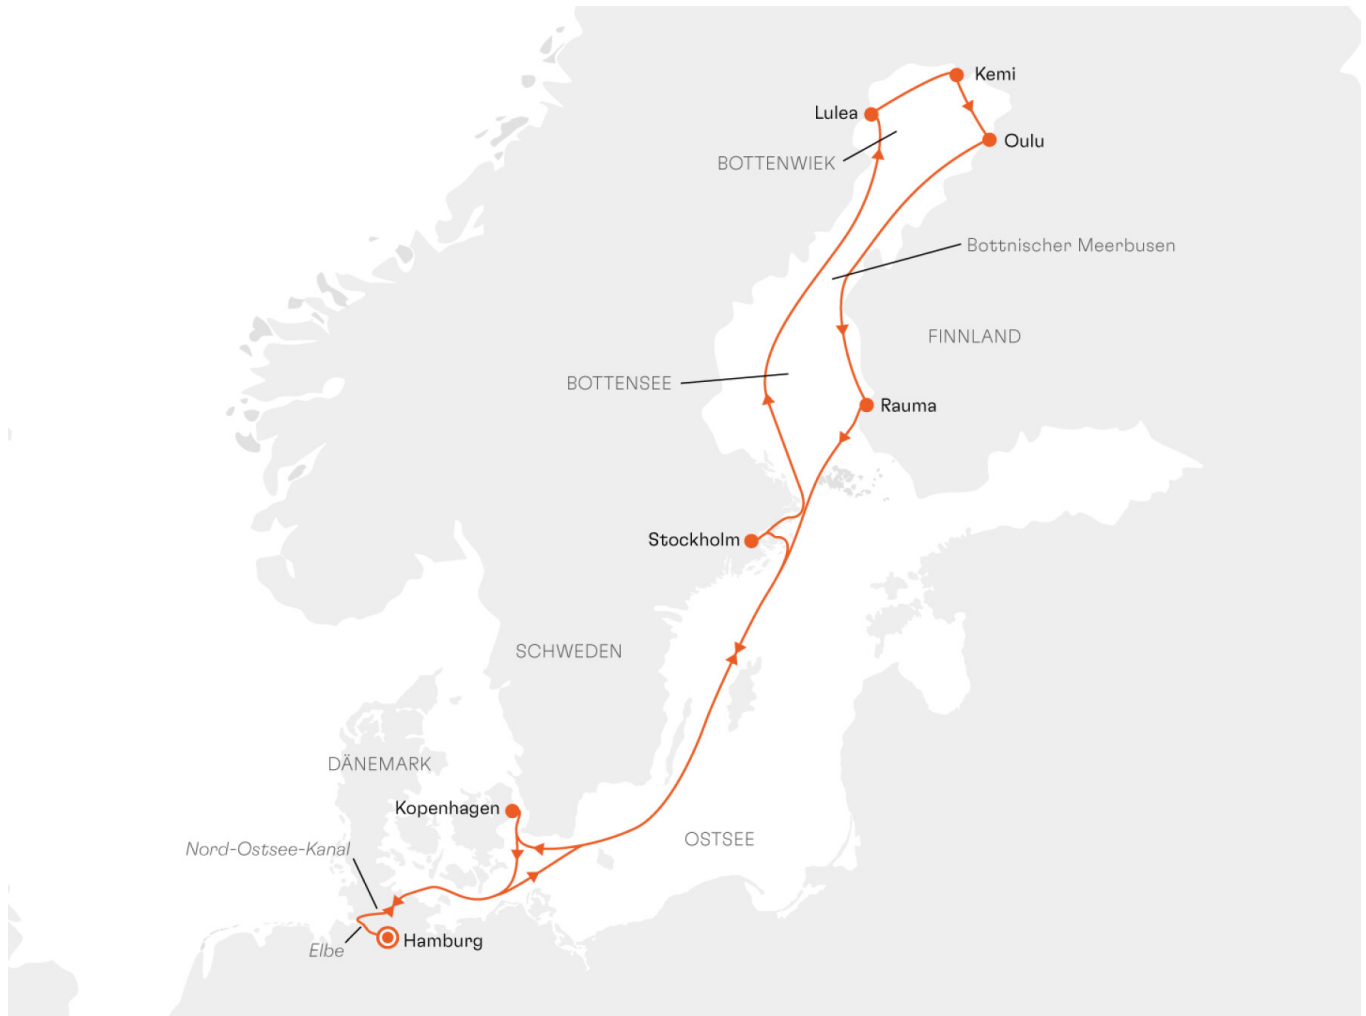 Kemi
Lulea
Oulu
BOTTENWIEK
Bottnischer Meerbusen
FINNLAND
BOTTENSEE
Rauma
Stockholm
SCHWEDEN
DÄNEMARK
Kopenhagen
OSTSEE
Nord-Ostsee-Kanal
Hamburg
Elbe